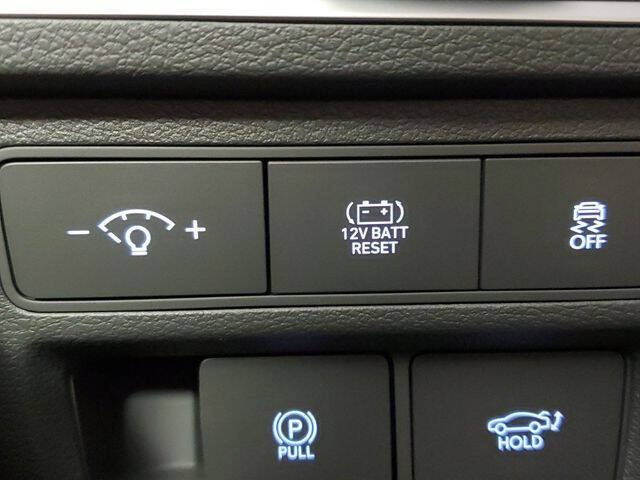 - +
12V BATT
RESET
OFF
P
PULL
HOLD